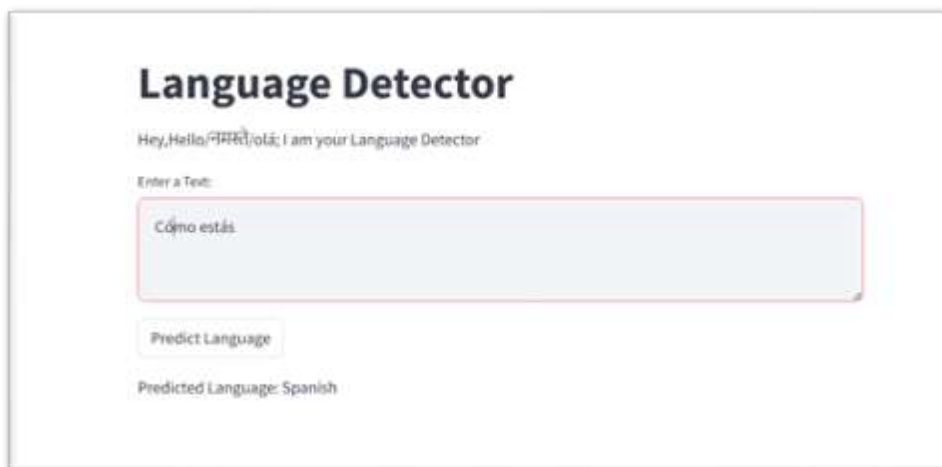 Language Detector
Hey,Hello/नमस्ते/olá; I am your Language Detector
Enter a Text:
Cómo estás
Predict Language
Predicted Language: Spanish